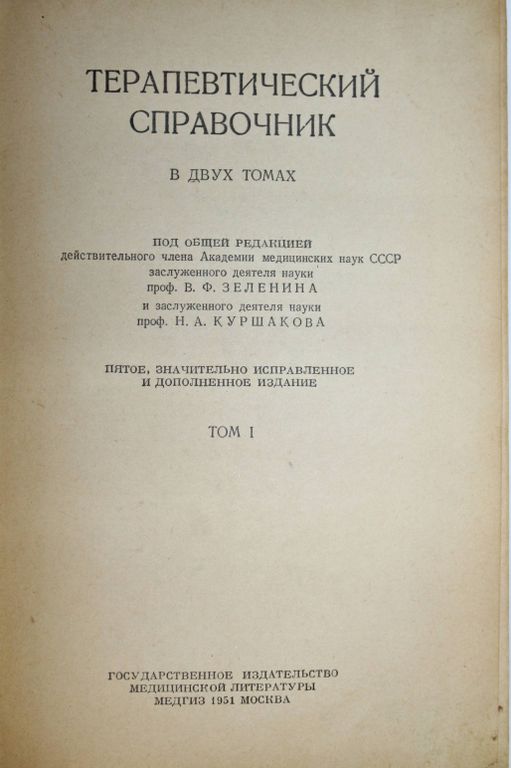 ТЕРАПЕВТИЧЕСКИЙ
СПРАВОЧНИК
В ДВУХ ТОМАХ
ПОД ОБЩЕЙ РЕДАКЦИЕЙ
действительного члена Академии медицинских наук СССР
заслуженного деятеля науки
проф. В. Ф. ЗЕЛЕНИНА
и заслуженного деятеля науки
проф. Н. А. КУРШАКОВА
ПЯТОЕ, ЗНАЧИТЕЛЬНО ИСПРАВЛЕННОЕ
И ДОПОЛНЕННОЕ ИЗДАНИЕ
ТОМ I
ГОСУДАРСТВЕННОЕ ИЗДАТЕЛЬСТВО
МЕДИЦИНСКОЙ ЛИТЕРАТУРЫ
МЕДГИЗ 1951 МОСКВА